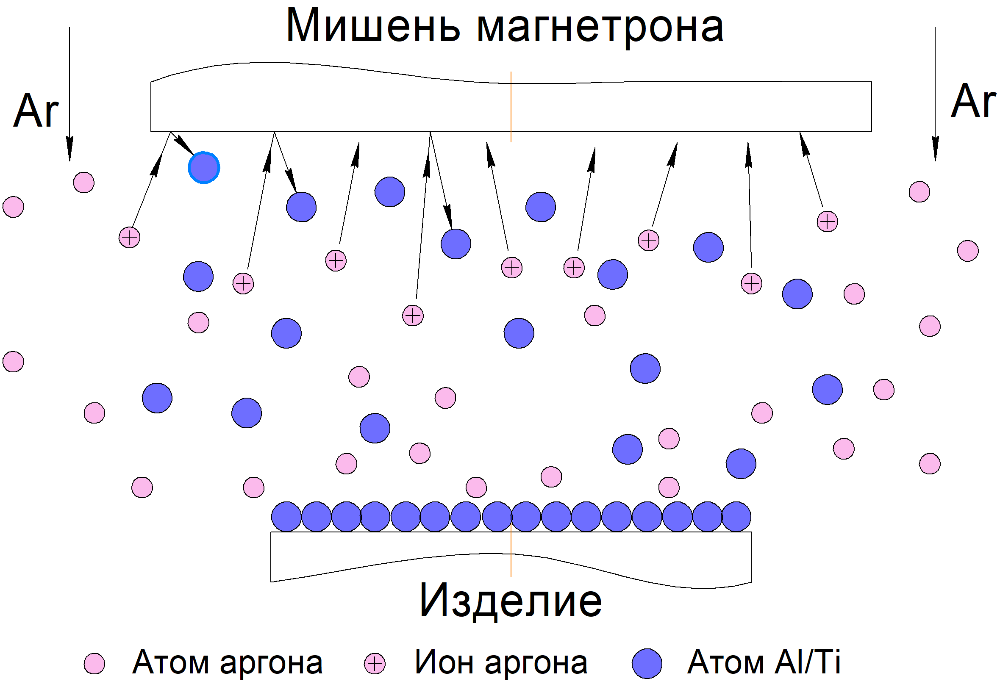 Мишень магнетрона
Ar
Ar
Изделие
Атом аргона
Ион аргона
Атом Al/Ti